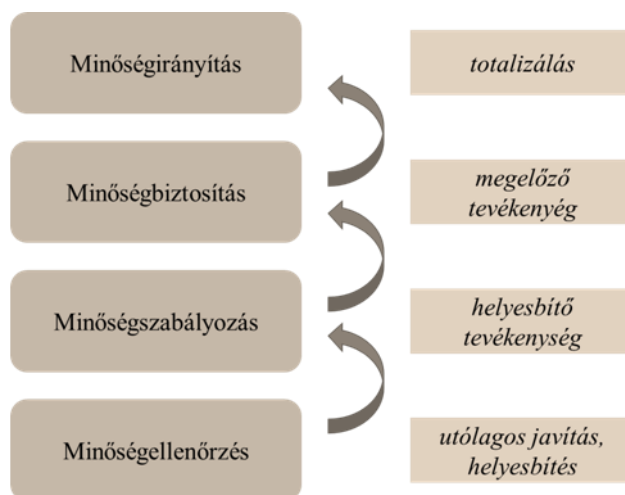 Minőségirányítás
totalizálás
Minőségbiztosítás
megelőző
tevékenyég
Minőségszabályozás
helyesbítő
tevékenység
Minőségellenőrzés
utólagos javítás,
helyesbítés